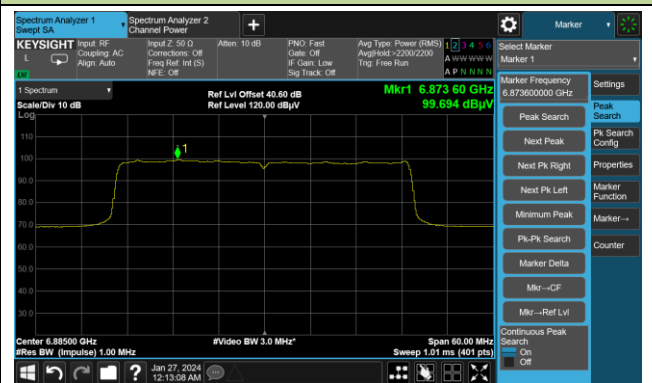 Spectrum Analyzer 1
Swept SA
Spectrum Analyzer 2
Channel Power
+
Marker
KEYSIGHT
L
LNI
Input: RF
Coupling: AC
Align: Auto
Input Z: 50 Ω
Corrections: Off
Freq Ref: Int (S)
NFE: Off
Atten: 10 dB
PNO: Fast
Gate: Off
IF Gain: Low
Sig Track: Off
Avg Type: Power (RMS)
Avg|Hold:>2200/2200
Trig: Free Run
1 2 3 4 5 6
A W W W W W
A P N N N N
Select Marker
Marker 1
1 Spectrum
Scale/Div 10 dB
Log
Ref Lvl Offset 40.60 dB
Ref Level 120.00 dBµV
Mkr1 6.873 60 GHz
99.694 dBµV
110
100
90.0
80.0
70.0
60.0
50.0
40.0
30.0
1
Center 6.88500 GHz
#Res BW (Impulse) 1.00 MHz
#Video BW 3.0 MHz*
Span 60.00 MHz
Sweep 1.01 ms (401 pts)
Marker Frequency
6.873600000 GHz
Peak Search
Next Peak
Next Pk Right
Next Pk Left
Minimum Peak
Pk-Pk Search
Marker Delta
Mkr→CF
Mkr→Ref Lvl
Continuous Peak
Search
On
Off
Settings
Peak
Search
Pk Search
Config
Properties
Marker
Function
Marker→
Counter
?
Jan 27, 2024
12:13:08 AM